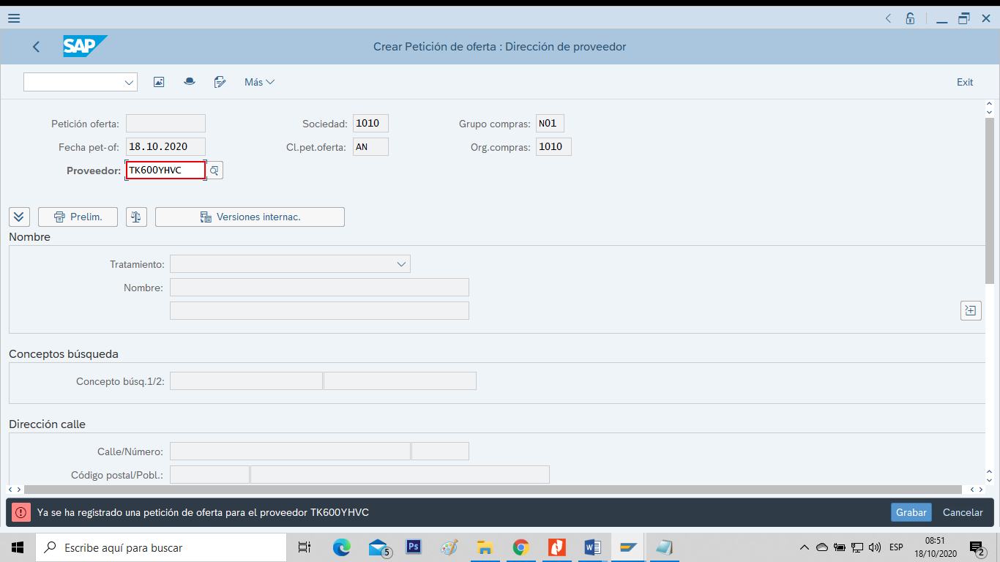 SAP
Crear Petición de oferta : Dirección de proveedor
Más
Exit
Petición oferta:
Sociedad: 1010
Grupo compras: N01
Fecha pet-of: 18.10.2020
Cl.pet.oferta: AN
Org.compras: 1010
Proveedor: TK600YHVC
Prelim.
Versiones internac.
Nombre
Tratamiento:
Nombre:
Conceptos búsqueda
Concepto búsq.1/2:
Dirección calle
Calle/Número:
Código postal/Pobl.:
Ya se ha registrado una petición de oferta para el proveedor TK600YHVC
Grabar
Cancelar
Escribe aquí para buscar
5
Ps
ESP
08:51
18/10/2020
2